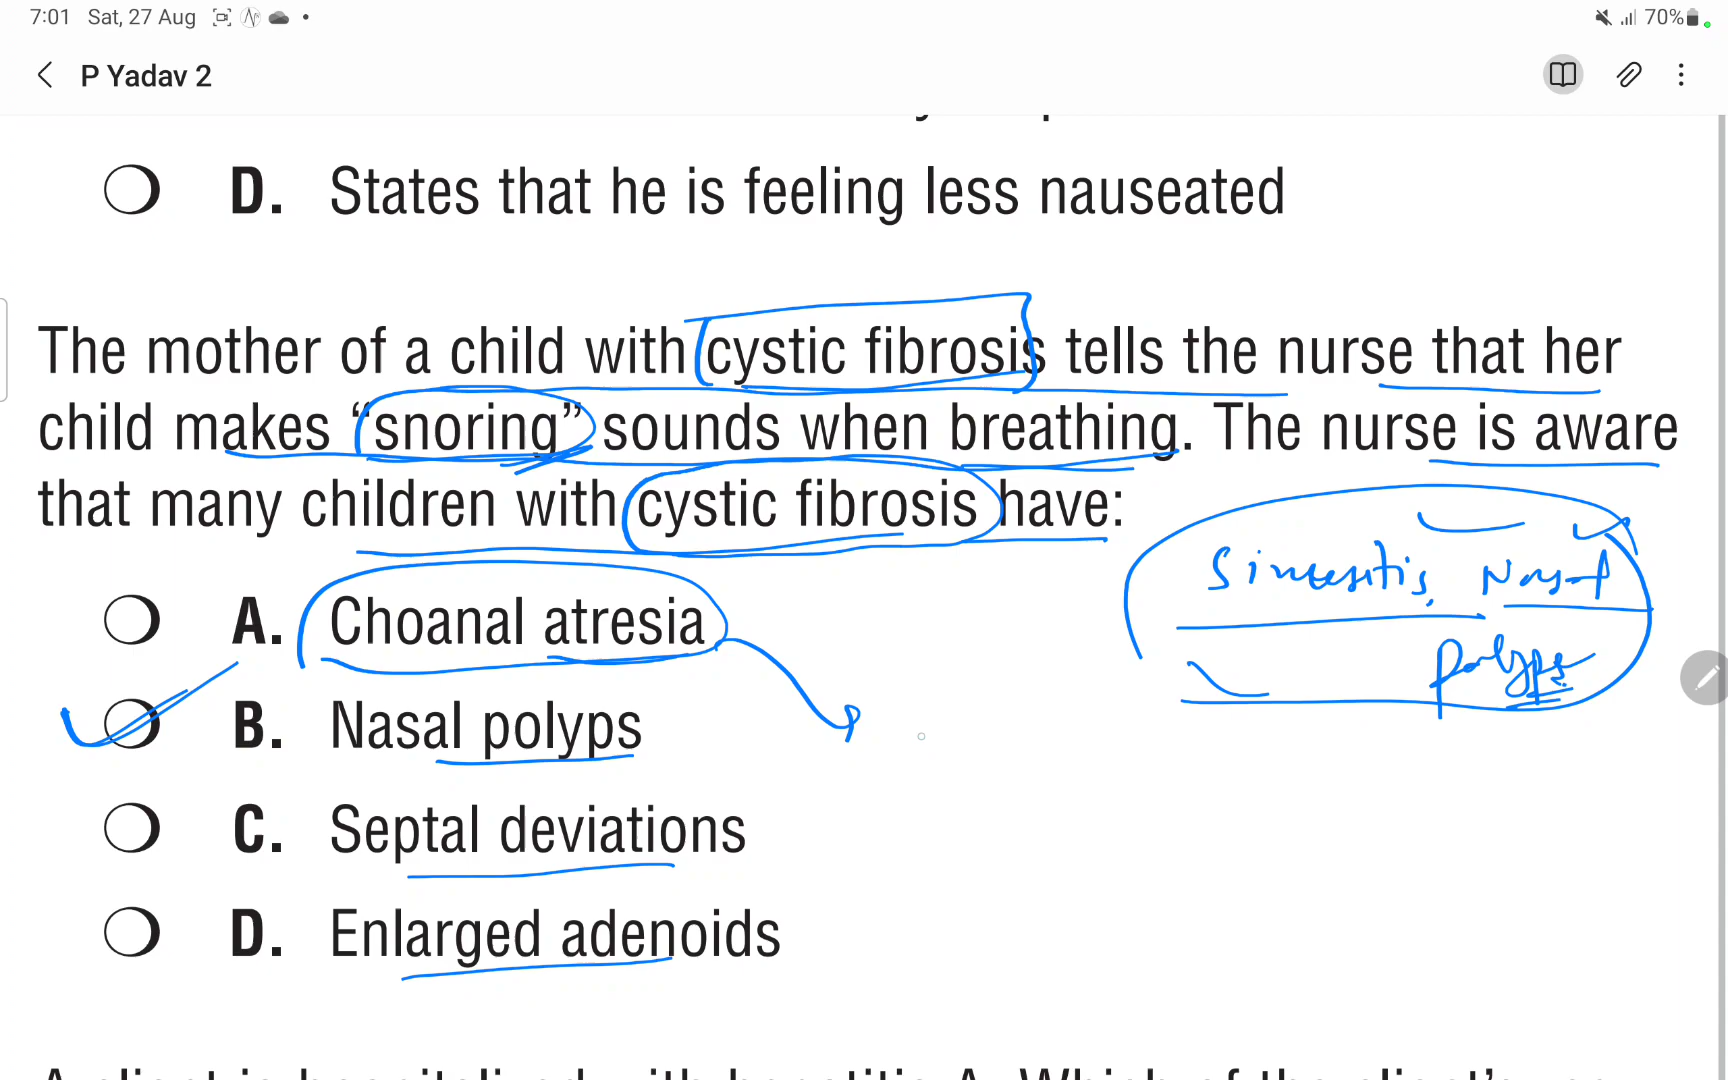 7:01 Sat, 27 Aug 70%
P Yadav 2
D. States that he is feeling less nauseated
The mother of a child with cystic fibrosis tells the nurse that her
child makes “snoring” sounds when breathing. The nurse is aware
that many children with cystic fibrosis have:
Sinusitis, Nasal
polyps
A. Choanal atresia
B. Nasal polyps
C. Septal deviations
D. Enlarged adenoids